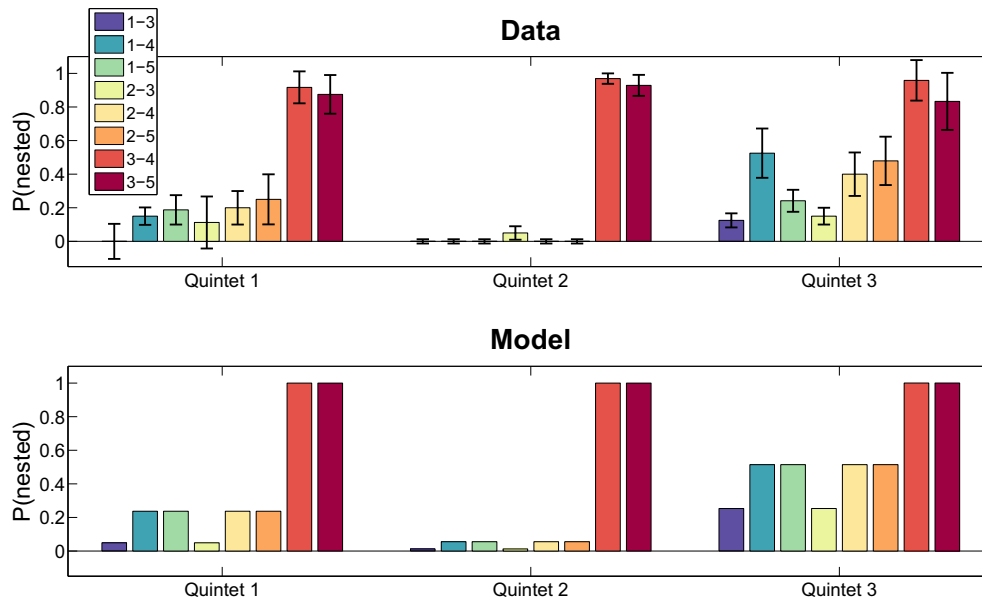 Data
1−3
1−4
1−5
2−3
2−4
2−5
3−4
3−5
P(nested)
1
0.8
0.6
0.4
0.2
0
Quintet 1
Quintet 2
Quintet 3
Model
P(nested)
1
0.8
0.6
0.4
0.2
0
Quintet 1
Quintet 2
Quintet 3